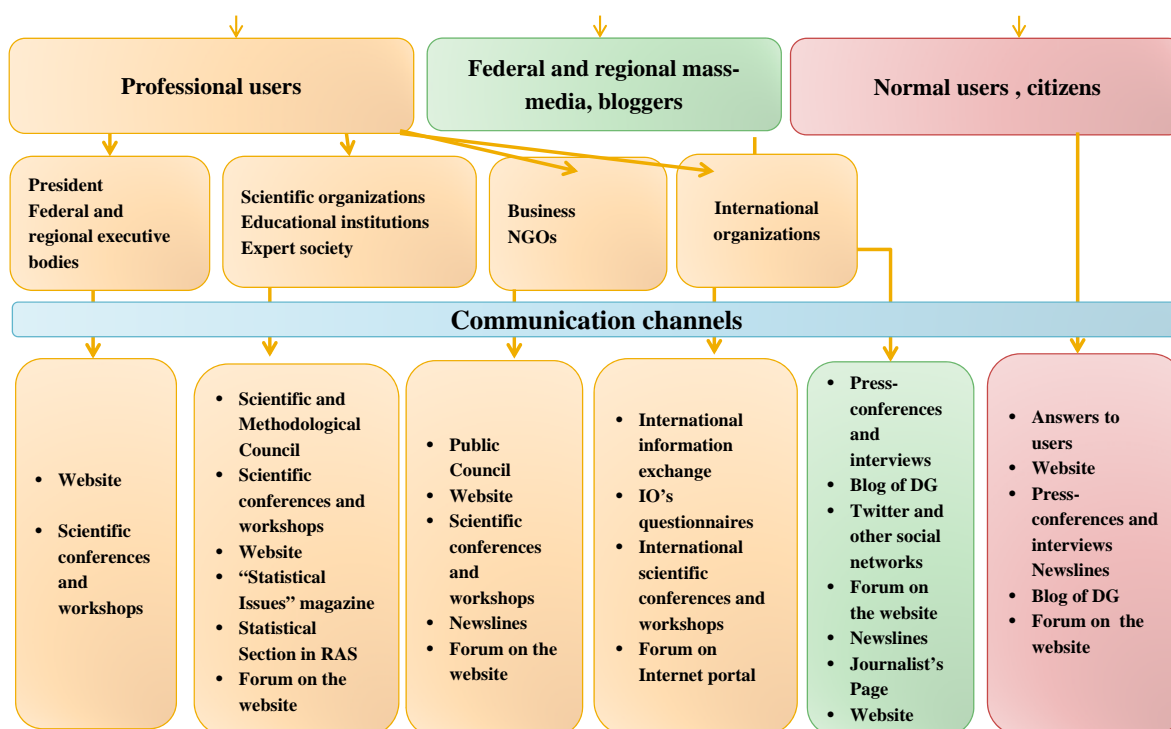 Professional users
Federal and regional mass-
media, bloggers
Normal users , citizens
President
Federal and
regional executive
bodies
Scientific organizations
Educational institutions
Expert society
Business
NGOs
International
organizations
Communication channels
• Website
• Scientific
conferences
and
workshops
• Scientific and
Methodological
Council
• Scientific
conferences and
workshops
• Website
• “Statistical
Issues” magazine
• Statistical
Section in RAS
• Forum on the
website
• Public
Council
• Website
• Scientific
conferences
and
workshops
• Newslines
• Forum on the
website
• International
information
exchange
• IO’s
questionnaires
• International
scientific
conferences and
workshops
• Forum on
Internet portal
• Press-
conferences
and
interviews
• Blog of DG
• Twitter and
other social
networks
• Forum on
the website
• Newslines
• Journalist’s
Page
• Website
• Answers to
users
• Website
• Press-
conferences and
interviews
Newslines
• Blog of DG
• Forum on the
website